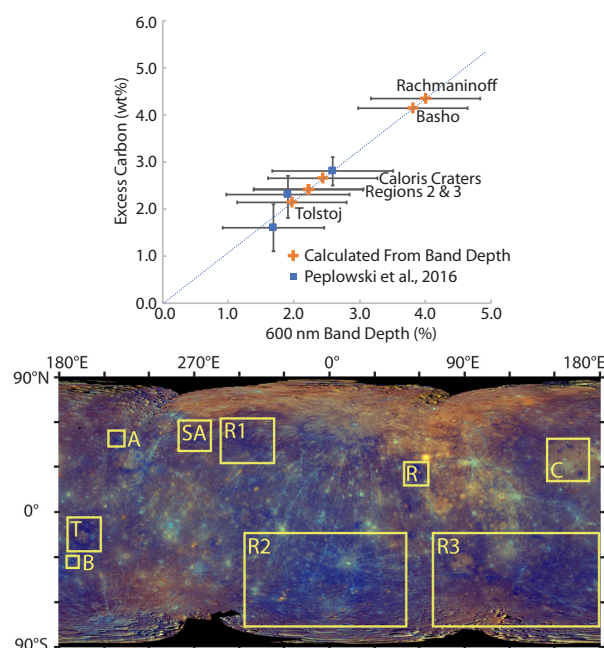 6.0
5.0
4.0
3.0
2.0
1.0
0.0
Excess Carbon (wt%)
Rachmaninoff
Basho
Caloris Craters
Regions 2 & 3
Tolstoj
Calculated From Band Depth
Peplowski et al., 2016
0.0 1.0 2.0 3.0 4.0 5.0
600 nm Band Depth (%)
180°E 270°E 0° 90°E 180°E
90°N
A SA R1 R C
0°
T R2 R3
B
90°S